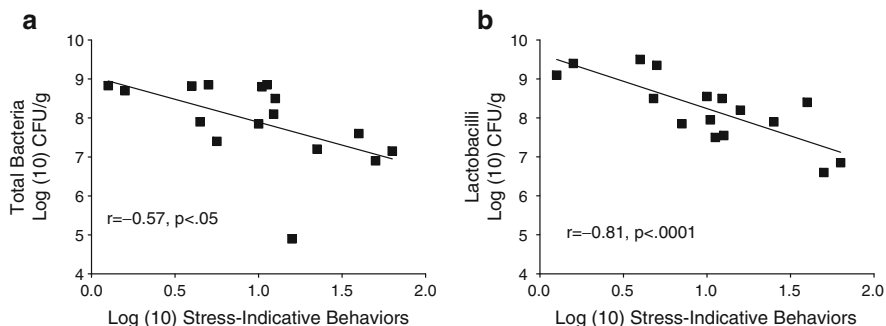 a
Total Bacteria
Log (10) CFU/g
10
9
8
7
6
5
4
r=−0.57, p<.05
0.0 0.5 1.0 1.5 2.0
Log (10) Stress-Indicative Behaviors
b
Lactobacilli
Log (10) CFU/g
10
9
8
7
6
5
4
r=−0.81, p<.0001
0.0 0.5 1.0 1.5 2.0
Log (10) Stress-Indicative Behaviors